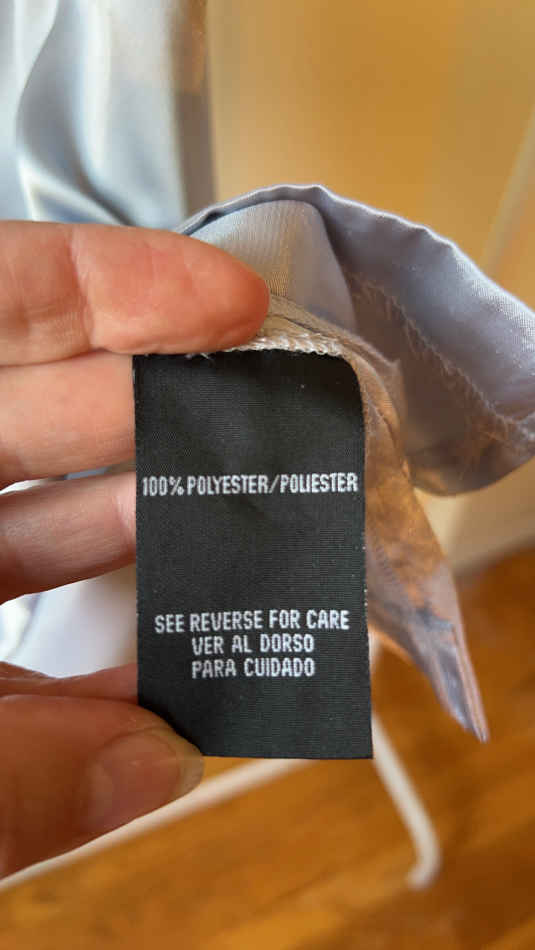 100% POLYESTER/POLIESTER
SEE REVERSE FOR CARE
VER AL DORSO
PARA CUIDADO